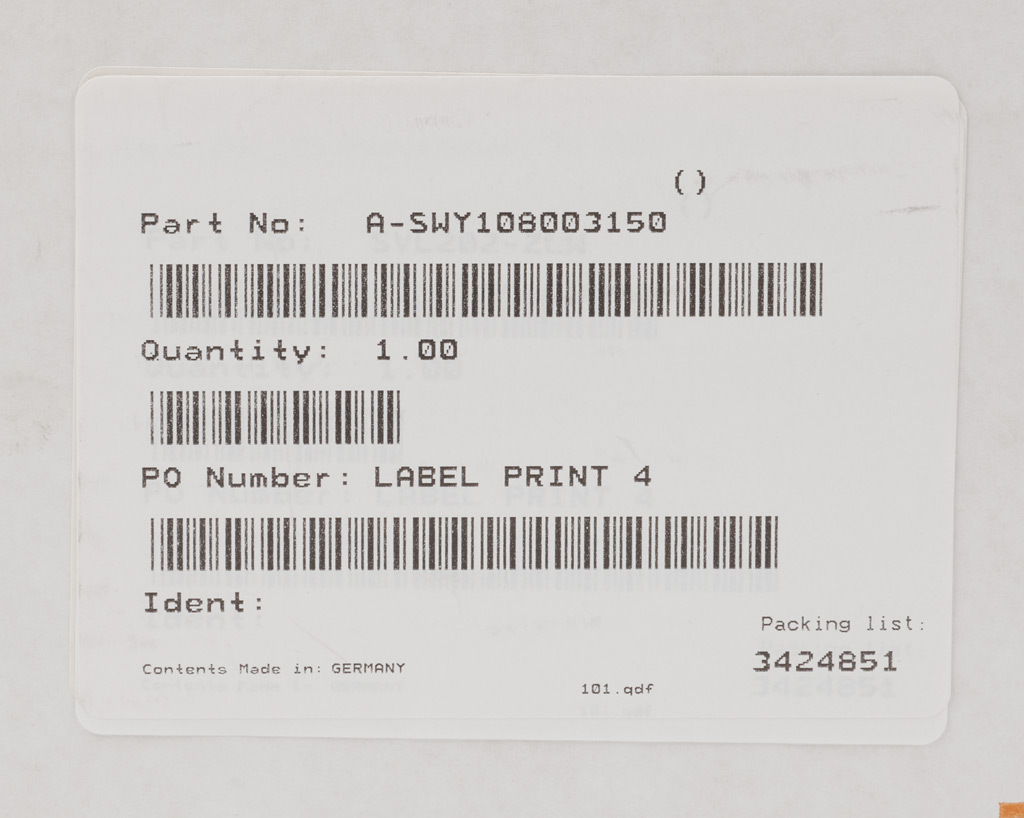 ()
Part No: A-SWY108003150
Quantity: 1.00
PO Number: LABEL PRINT 4
Ident:
Packing list:
3424851
Contents Made in: GERMANY
101.qdf